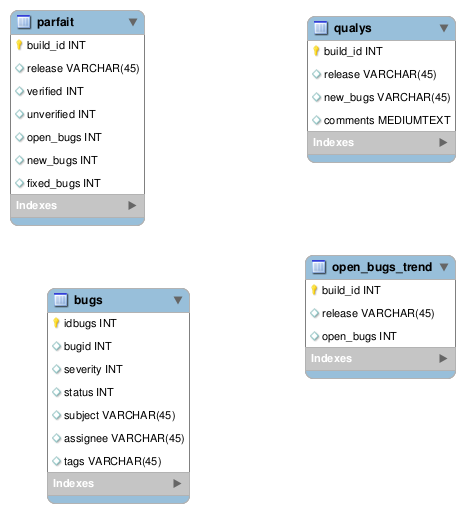 parfait
build_id INT
release VARCHAR(45)
verified INT
unverified INT
open_bugs INT
new_bugs INT
fixed_bugs INT
Indexes
qualys
build_id INT
release VARCHAR(45)
new_bugs VARCHAR(45)
comments MEDIUMTEXT
Indexes
bugs
idbugs INT
bugid INT
severity INT
status INT
subject VARCHAR(45)
assignee VARCHAR(45)
tags VARCHAR(45)
Indexes
open_bugs_trend
build_id INT
release VARCHAR(45)
open_bugs INT
Indexes